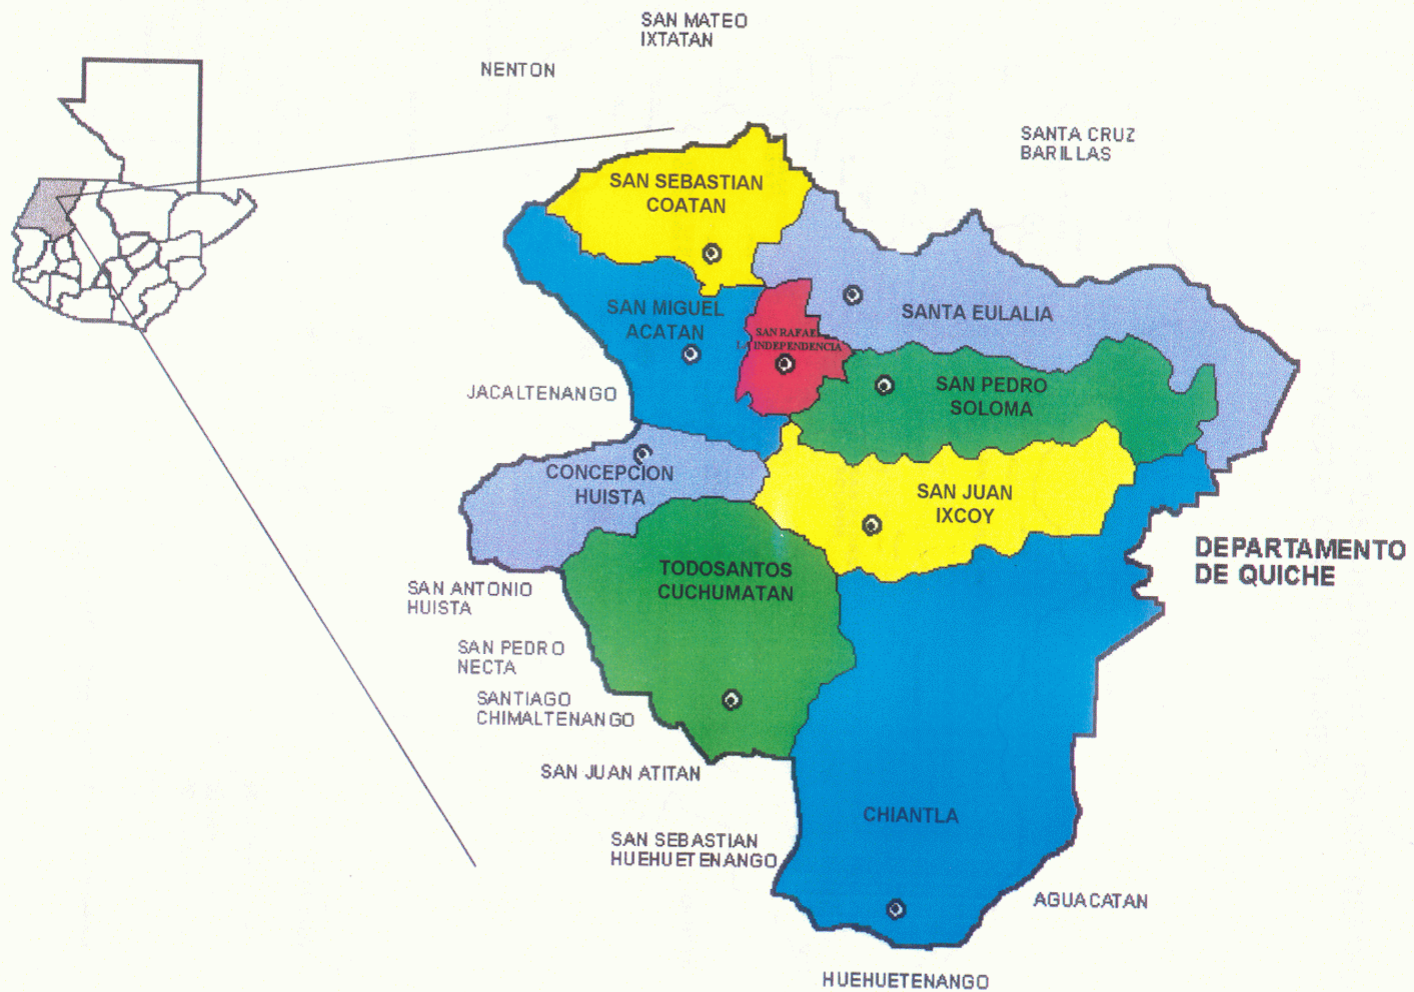 SAN MATEO
IXTATAN
NENTON
SANTA CRUZ
BARILLAS
SAN SEBASTIAN
COATAN
SAN MIGUEL
ACATAN
SANTA EULALIA
SAN RAFAEL
LA INDEPENDENCIA
JACALTENANGO
SAN PEDRO
SOLOMA
CONCEPCION
HUISTA
SAN JUAN
IXCOY
DEPARTAMENTO
DE QUICHE
TODOSANTOS
CUCHUMATAN
SAN ANTONIO
HUISTA
SAN PEDRO
NECTA
SANTIAGO
CHIMALTENANGO
SAN JUAN ATITAN
CHIANTLA
SAN SEBASTIAN
HUEHUETENANGO
AGUACATAN
HUEHUETENANGO